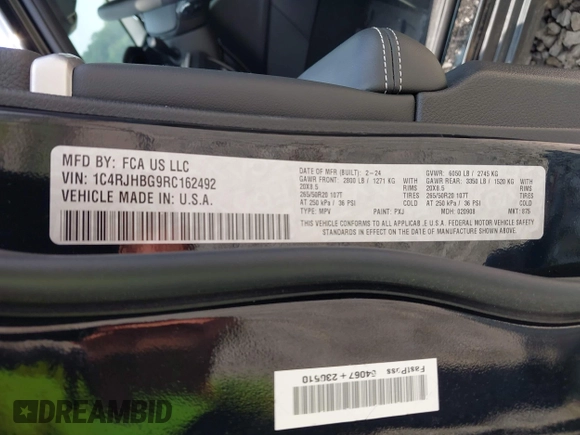 MFD BY: FCA US LLC
VIN: 1C4RJHBG9RC162492
VEHICLE MADE IN: U.S.A.
DATE OF MFR (BUILT): 2-24 GVWR: 6050 LB / 2745 KG
GAWR FRONT: 2800 LB / 1271 KG WITH GAWR REAR: 3350 LB / 1520 KG WITH
20X8.5 RIMS 20X8.5 RIMS
265/50R20 107T TIRES 265/50R20 107T TIRES
AT 250 kPa / 36 PSI COLD AT 250 kPa / 36 PSI COLD
TYPE: MPV PAINT: PXJ MDH: 020908 MKT: 075
THIS VEHICLE CONFORMS TO ALL APPLICABLE U.S. FEDERAL MOTOR VEHICLE SAFETY
STANDARDS IN EFFECT ON THE DATE OF MANUFACTURE SHOWN ABOVE.
FastPass 64067+230510
DREAMBID